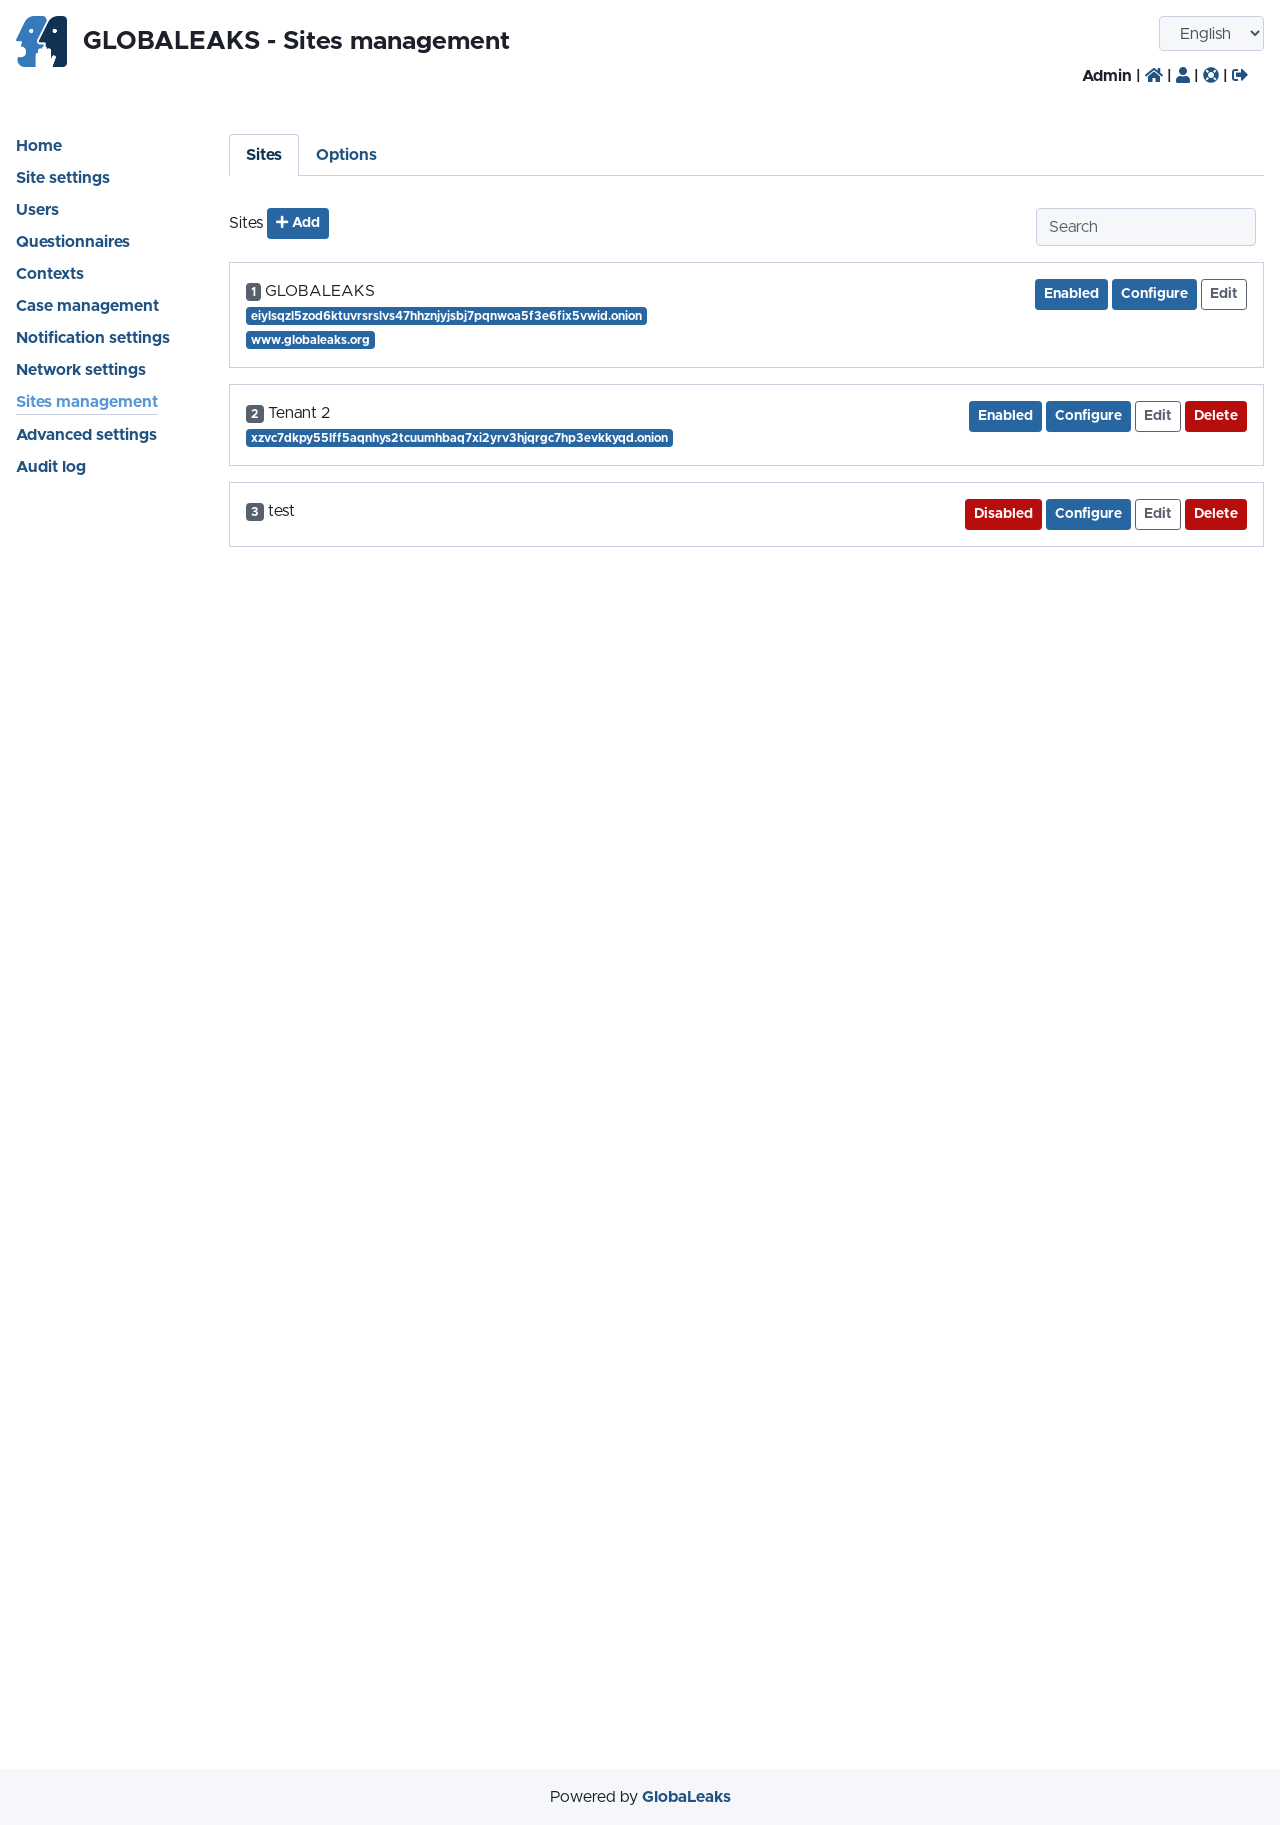 GLOBALEAKS - Sites management
English
Admin | | | |
Home
Site settings
Users
Questionnaires
Contexts
Case management
Notification settings
Network settings
Sites management
Advanced settings
Audit log
Sites Options
Sites + Add Search
1 GLOBALEAKS Enabled Configure Edit
eiylsqzl5zod6ktuvrsrslvs47hhznjyjsbj7pqnwoa5f3e6fix5vwid.onion
www.globaleaks.org
2 Tenant 2 Enabled Configure Edit Delete
xzvc7dkpy55lff5aqnhys2tcuumhbaq7xi2yrv3hjqrgc7hp3evkkyqd.onion
3 test Disabled Configure Edit Delete
Powered by GlobaLeaks